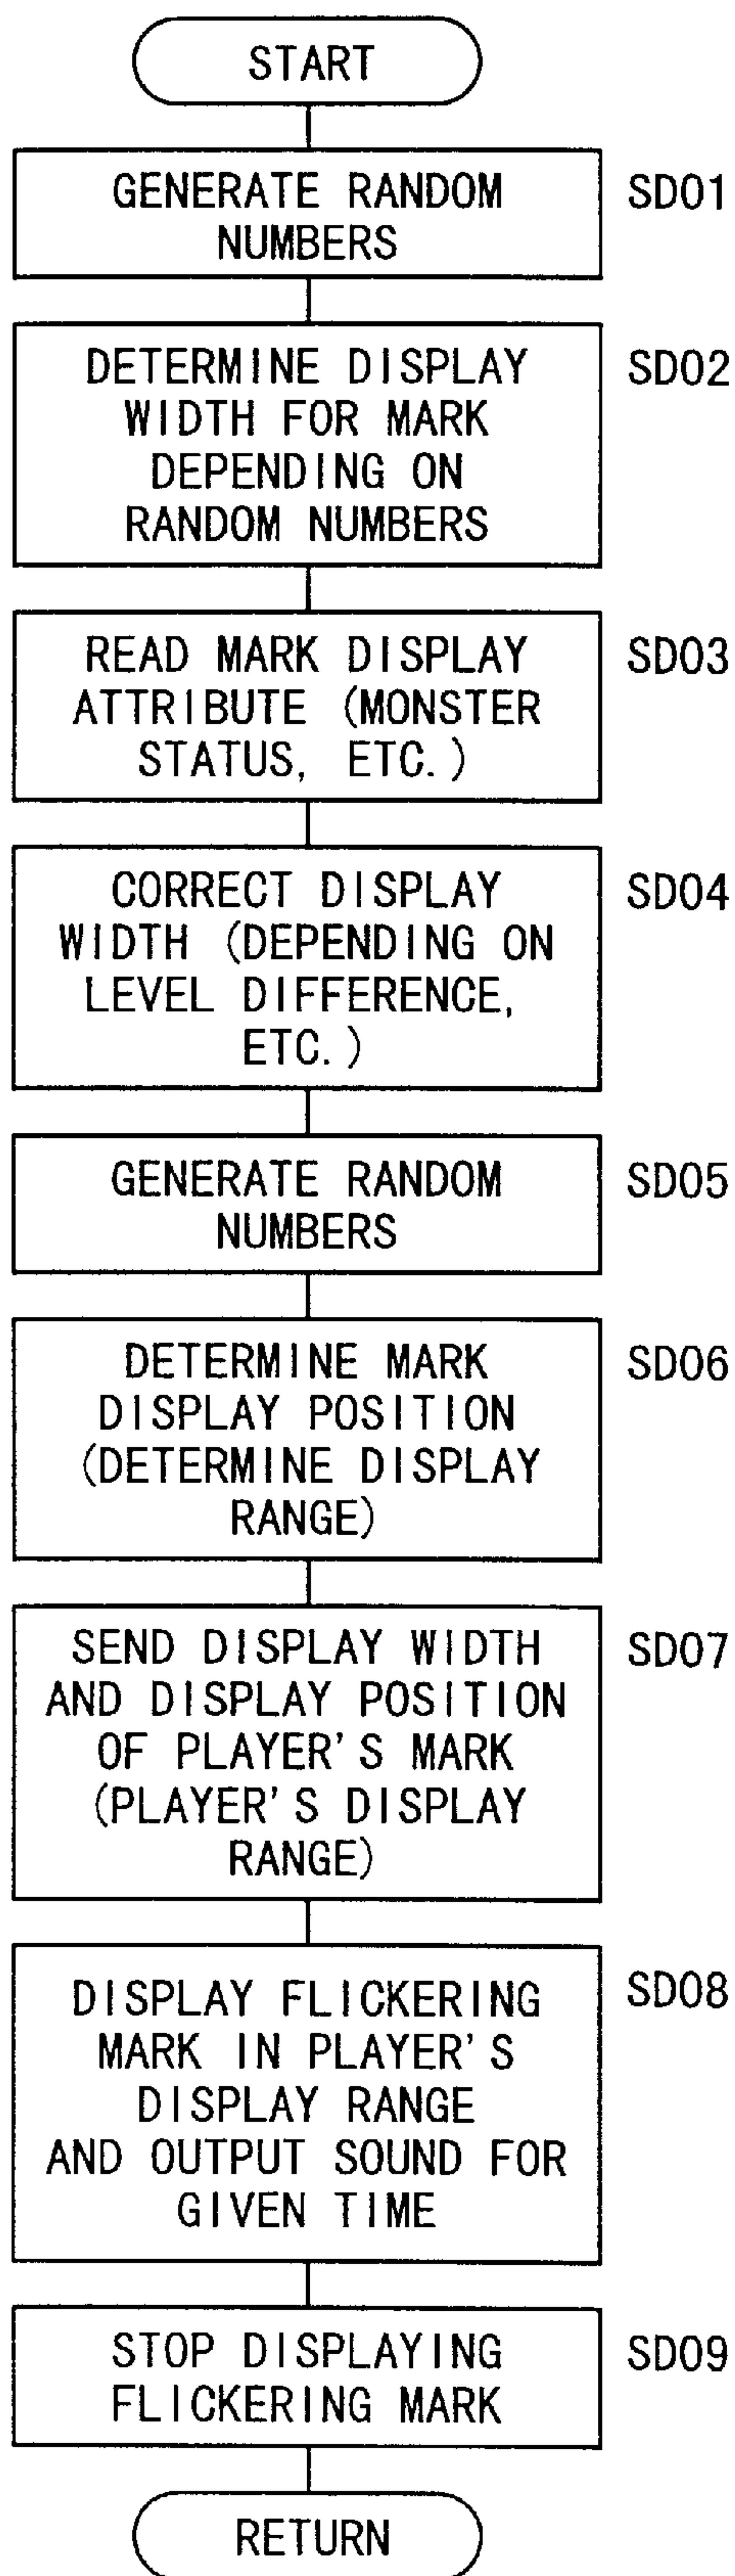 START
GENERATE RANDOM
NUMBERS
SD01
DETERMINE DISPLAY
WIDTH FOR MARK
DEPENDING ON
RANDOM NUMBERS
SD02
READ MARK DISPLAY
ATTRIBUTE (MONSTER
STATUS, ETC.)
SD03
CORRECT DISPLAY
WIDTH (DEPENDING ON
LEVEL DIFFERENCE,
ETC.)
SD04
GENERATE RANDOM
NUMBERS
SD05
DETERMINE MARK
DISPLAY POSITION
(DETERMINE DISPLAY
RANGE)
SD06
SEND DISPLAY WIDTH
AND DISPLAY POSITION
OF PLAYER'S MARK
(PLAYER'S DISPLAY
RANGE)
SD07
DISPLAY FLICKERING
MARK IN PLAYER'S
DISPLAY RANGE
AND OUTPUT SOUND FOR
GIVEN TIME
SD08
STOP DISPLAYING
FLICKERING MARK
SD09
RETURN